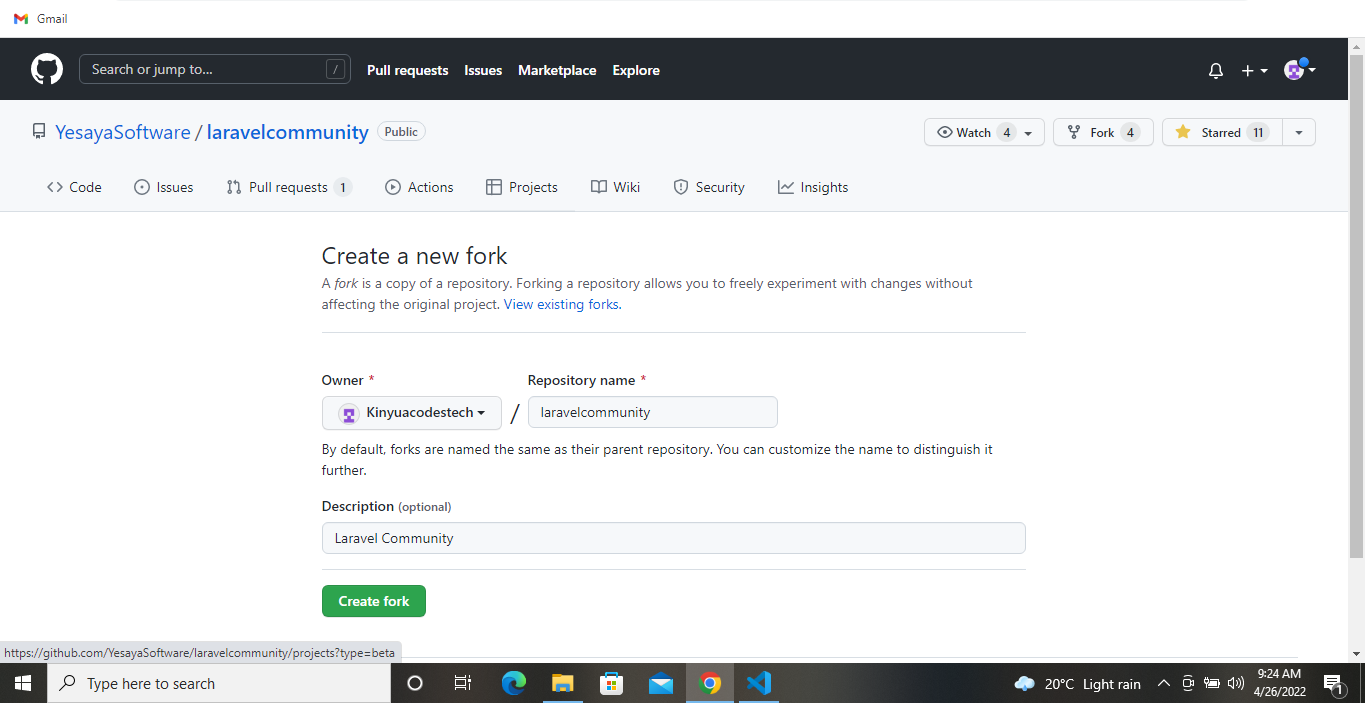 Gmail
Search or jump to... / Pull requests Issues Marketplace Explore
YesayaSoftware / laravelcommunity Public Watch 4 Fork 4 Starred 11
Code Issues Pull requests 1 Actions Projects Wiki Security Insights
Create a new fork
A fork is a copy of a repository. Forking a repository allows you to freely experiment with changes without
affecting the original project. View existing forks.
Owner * Repository name *
Kinyuacodestech / laravelcommunity
By default, forks are named the same as their parent repository. You can customize the name to distinguish it
further.
Description (optional)
Laravel Community
Create fork
https://github.com/YesayaSoftware/laravelcommunity/projects?type=beta
Type here to search 20°C Light rain 9:24 AM
4/26/2022 1